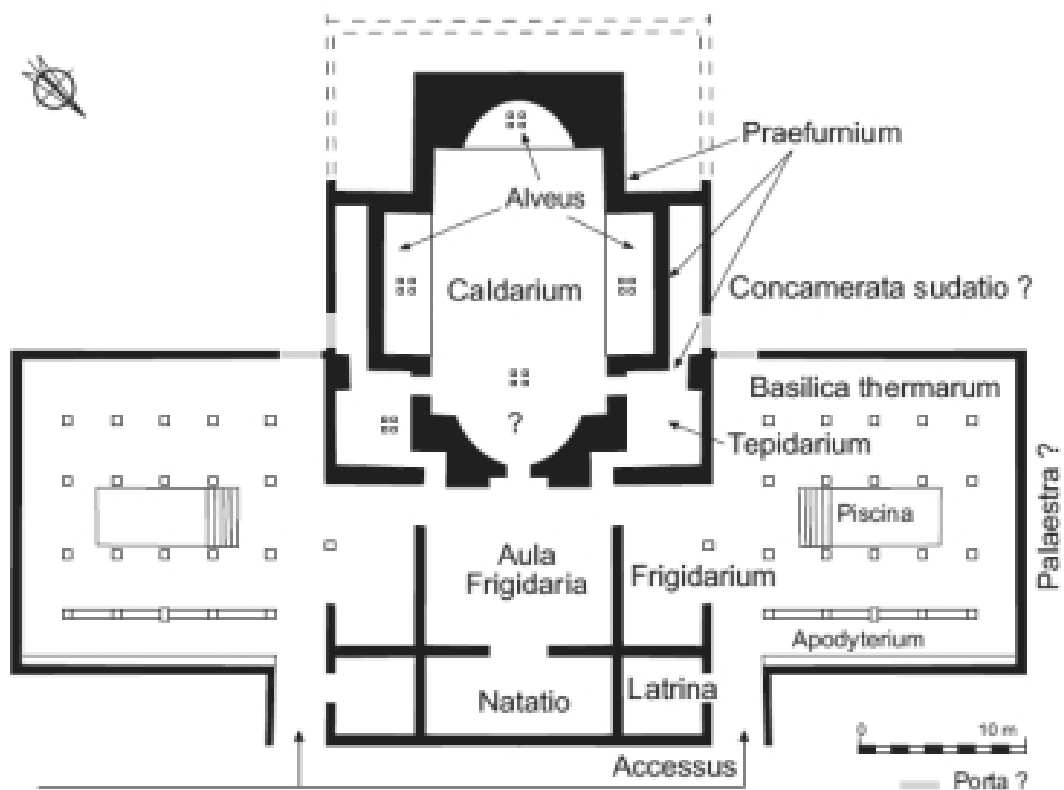 Praefurnium
Alveus
Caldarium
Concamerata sudatio ?
Basilica thermarum
?
Tepidarium
Palaestra ?
Piscina
Aula
Frigidaria
Frigidarium
Apodyterium
Natatio
Latrina
0 10 m
Accessus
Porta ?